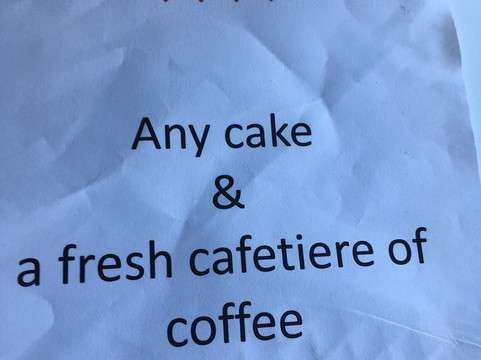 Any cake
&
a fresh cafetiere of
coffee